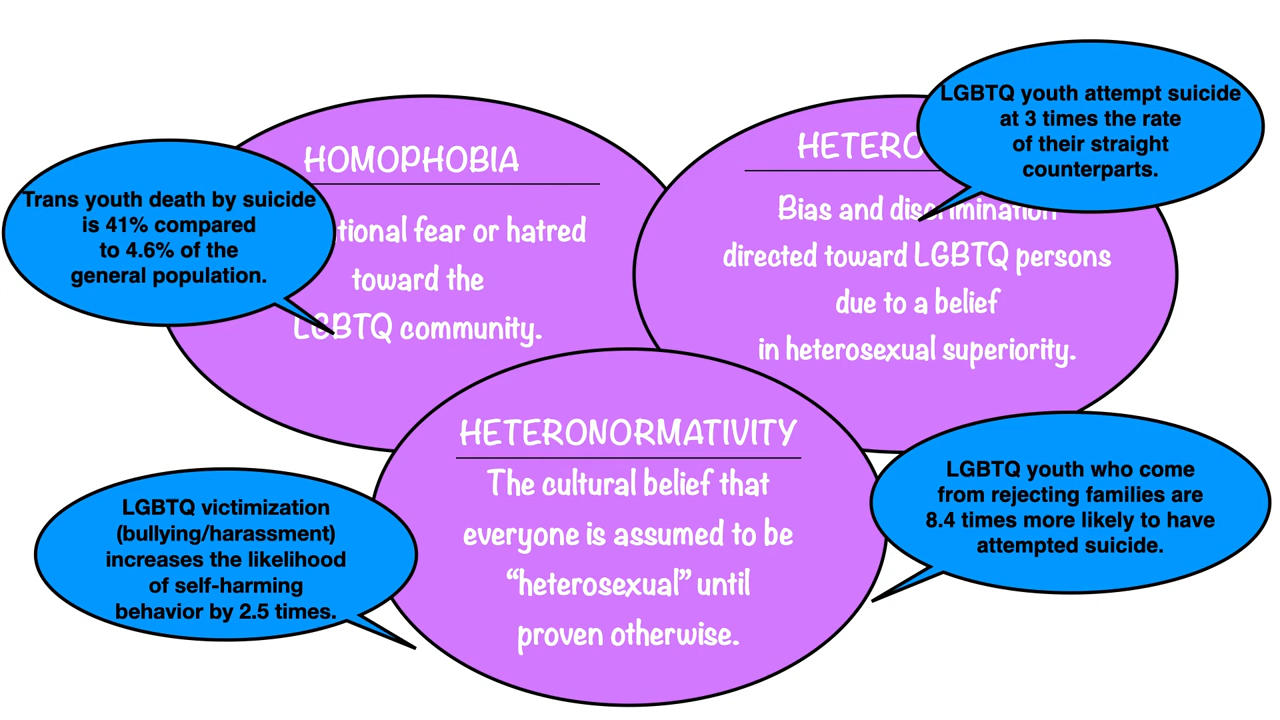 HOMOPHOBIA
tional fear or hatred
toward the
LGBTQ community.
HETERO
Bias and discrimination
directed toward LGBTQ persons
due to a belief
in heterosexual superiority.
HETERONORMATIVITY
The cultural belief that
everyone is assumed to be
“heterosexual” until
proven otherwise.
Trans youth death by suicide
is 41% compared
to 4.6% of the
general population.
LGBTQ youth attempt suicide
at 3 times the rate
of their straight
counterparts.
LGBTQ victimization
(bullying/harassment)
increases the likelihood
of self-harming
behavior by 2.5 times.
LGBTQ youth who come
from rejecting families are
8.4 times more likely to have
attempted suicide.